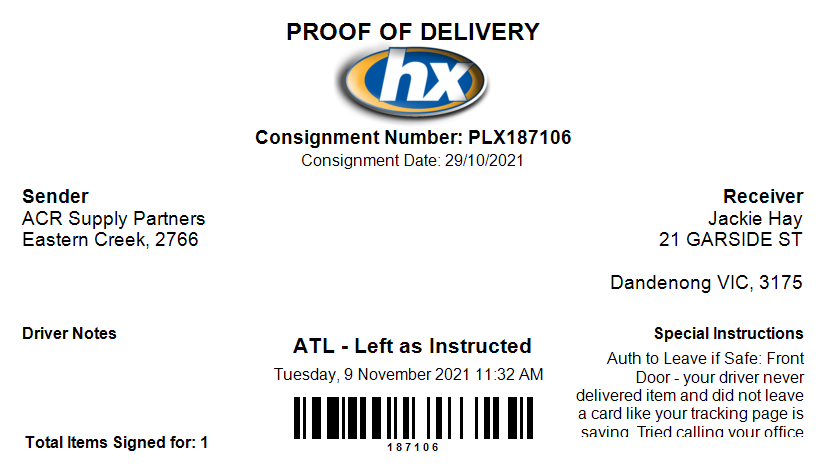 PROOF OF DELIVERY
hx
Consignment Number: PLX187106
Consignment Date: 29/10/2021
Sender
ACR Supply Partners
Eastern Creek, 2766
Receiver
Jackie Hay
21 GARSIDE ST
Dandenong VIC, 3175
Driver Notes
ATL - Left as Instructed
Tuesday, 9 November 2021 11:32 AM
187106
Special Instructions
Auth to Leave if Safe: Front
Door - your driver never
delivered item and did not leave
a card like your tracking page is
saying. Tried calling your office
Total Items Signed for: 1